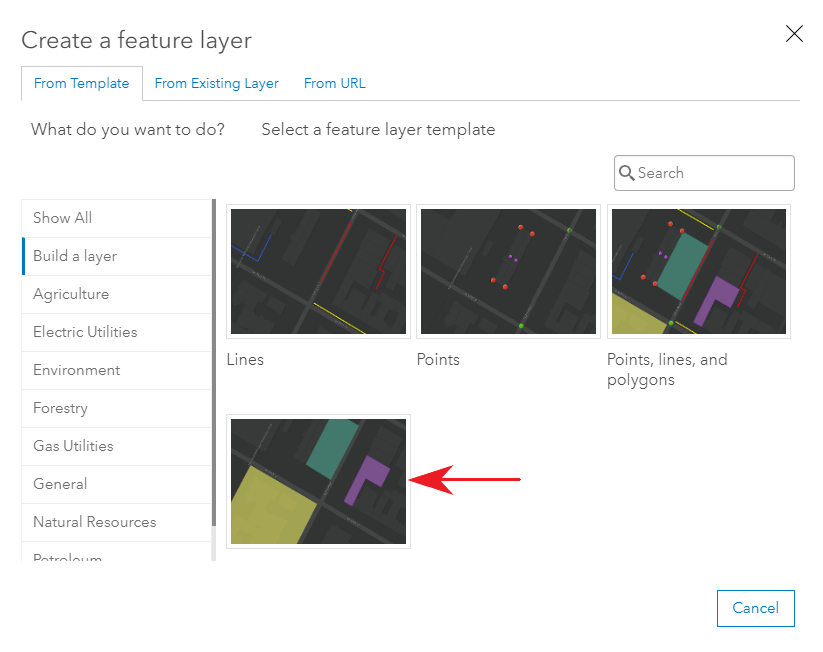 Create a feature layer
From Template From Existing Layer From URL
What do you want to do? Select a feature layer template
Search
Show All
Build a layer
Agriculture
Electric Utilities
Environment
Forestry
Gas Utilities
General
Natural Resources
Petroleum
Lines
Points
Points, lines, and
polygons
Cancel